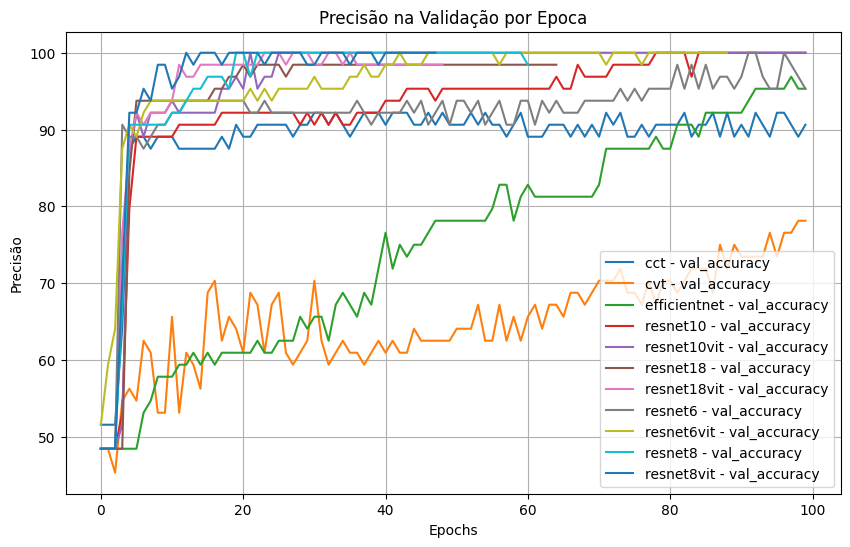 Precisão na Validação por Epoca
Precisão
100
90
80
70
60
50
0
20
40
60
80
100
Epochs
cct - val_accuracy
cvt - val_accuracy
efficientnet - val_accuracy
resnet10 - val_accuracy
resnet10vit - val_accuracy
resnet18 - val_accuracy
resnet18vit - val_accuracy
resnet6 - val_accuracy
resnet6vit - val_accuracy
resnet8 - val_accuracy
resnet8vit - val_accuracy